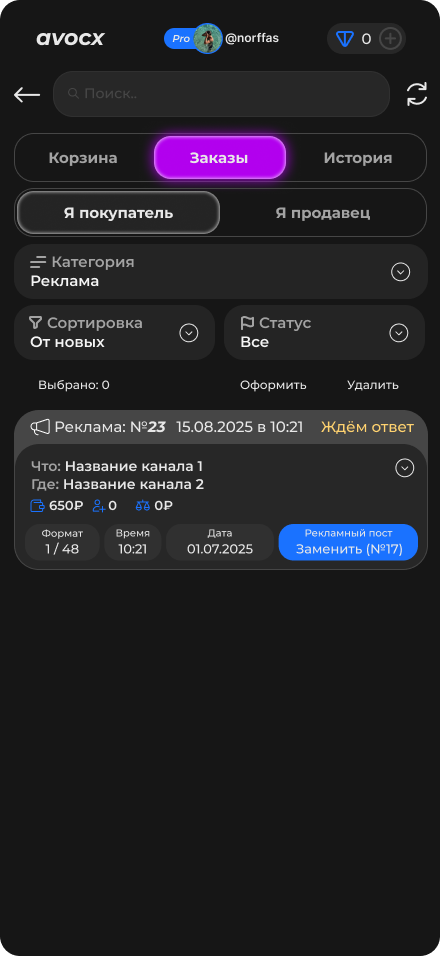 avocx Pro @norffas 0
Поиск..
Корзина Заказы История
Я покупатель Я продавец
Категория
Реклама
Сортировка
От новых
Статус
Все
Выбрано: 0 Оформить Удалить
Реклама: №23 15.08.2025 в 10:21 Ждём ответ
Что: Название канала 1
Где: Название канала 2
650₽ 0 0₽
Формат
1 / 48
Время
10:21
Дата
01.07.2025
Рекламный пост
Заменить (№17)